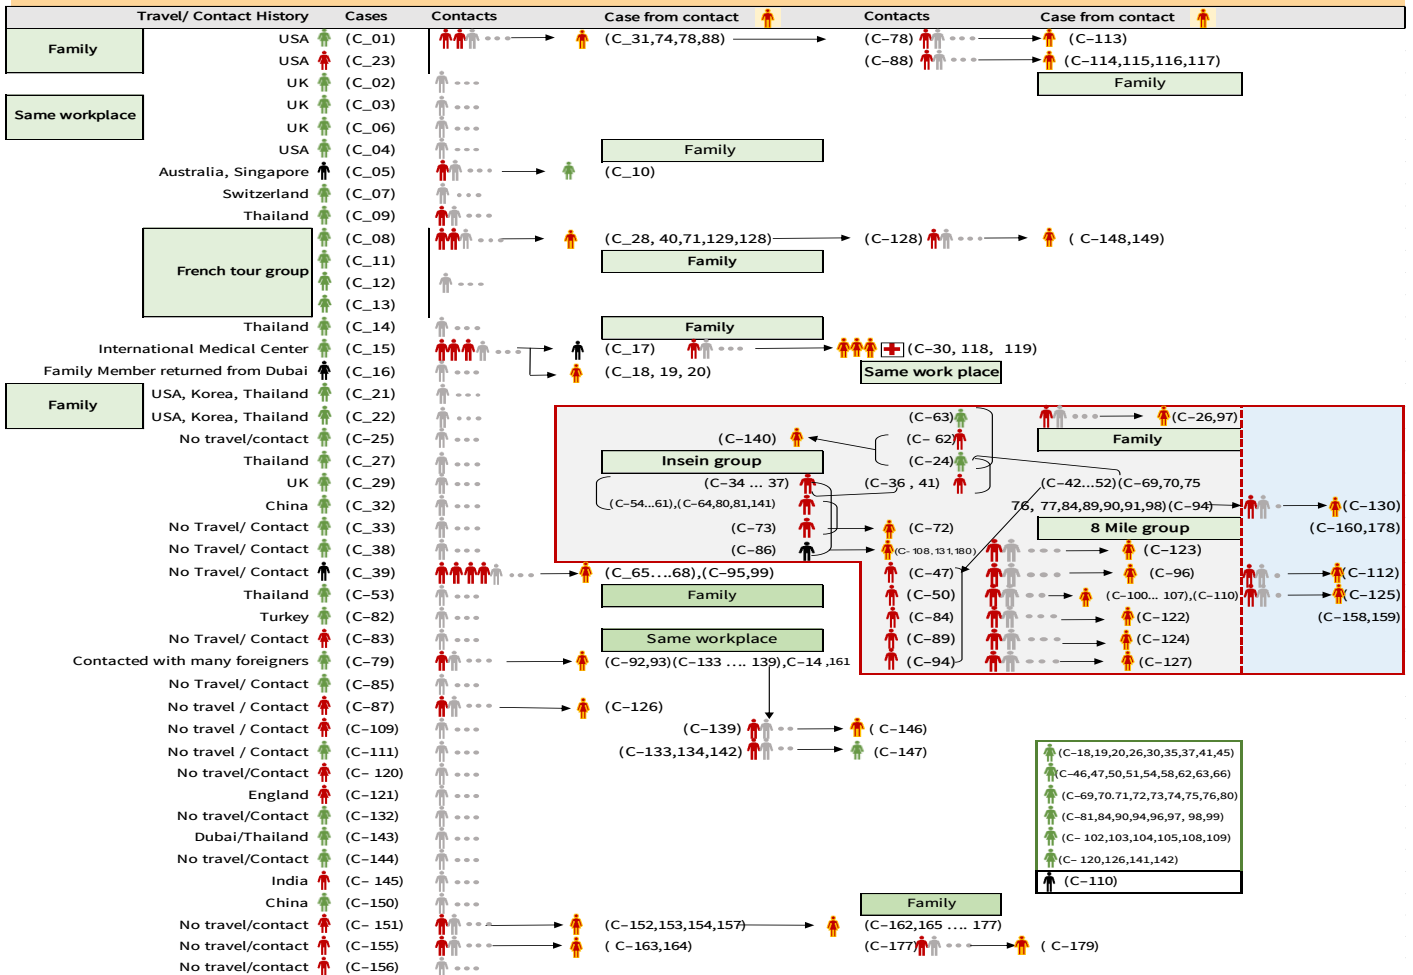 Travel/ Contact History Cases Contacts Case from contact Contacts Case from contact
Family
USA (C_01) (C_31,74,78,88) (C-78) (C-113)
USA (C_23) (C-88) (C-114,115,116,117)
UK (C_02) Family
Same workplace
UK (C_03)
UK (C_06)
USA (C_04) Family
Australia, Singapore (C_05) (C_10)
Switzerland (C_07)
Thailand (C_09)
French tour group
(C_08) (C_28, 40,71,129,128) (C-128) ( C-148,149)
(C_11) Family
(C_12)
(C_13)
Thailand (C_14) Family
International Medical Center (C_15) (C_17) (C-30, 118, 119)
Family Member returned from Dubai (C_16) (C_18, 19, 20) Same work place
Family
USA, Korea, Thailand (C_21)
USA, Korea, Thailand (C_22) (C-63) (C-26,97)
No travel/contact (C-25) (C-140) (C- 62) Family
Thailand (C_27) Insein group (C-24)
UK (C_29) (C-34 ... 37) (C-36 , 41) (C-42...52)(C-69,70,75
China (C_32) (C-54...61),(C-64,80,81,141) 76, 77,84,89,90,91,98)(C-94) (C-130)
No Travel/ Contact (C_33) (C-73) (C-72) 8 Mile group (C-160,178)
No Travel/ Contact (C_38) (C-86) (C- 108,131,180) (C-123)
No Travel/ Contact (C_39) (C_65....68),(C-95,99) (C-47) (C-96) (C-112)
Thailand (C-53) Family (C-50) (C-100... 107),(C-110) (C-125)
Turkey (C-82) (C-84) (C-122) (C-158,159)
No Travel/ Contact (C-83) Same workplace (C-89) (C-124)
Contacted with many foreigners (C-79) (C-92,93)(C-133 .... 139),C-14 ,161 (C-94) (C-127)
No Travel/ Contact (C-85)
No travel / Contact (C-87) (C-126)
No travel / Contact (C-109) (C-139) ( C-146)
No travel / Contact (C-111) (C-133,134,142) (C-147) (C-18,19,20,26,30,35,37,41,45)
No travel/Contact (C- 120) (C-46,47,50,51,54,58,62,63,66)
England (C-121) (C-69,70.71,72,73,74,75,76,80)
No travel/Contact (C-132) (C-81,84,90,94,96,97, 98,99)
Dubai/Thailand (C-143) (C- 102,103,104,105,108,109)
No travel/Contact (C-144) (C- 120,126,141,142)
India (C- 145) (C-110)
China (C-150) Family
No travel/contact (C- 151) (C-152,153,154,157) (C-162,165 .... 177)
No travel/contact (C-155) ( C-163,164) (C-177) ( C-179)
No travel/contact (C-156)